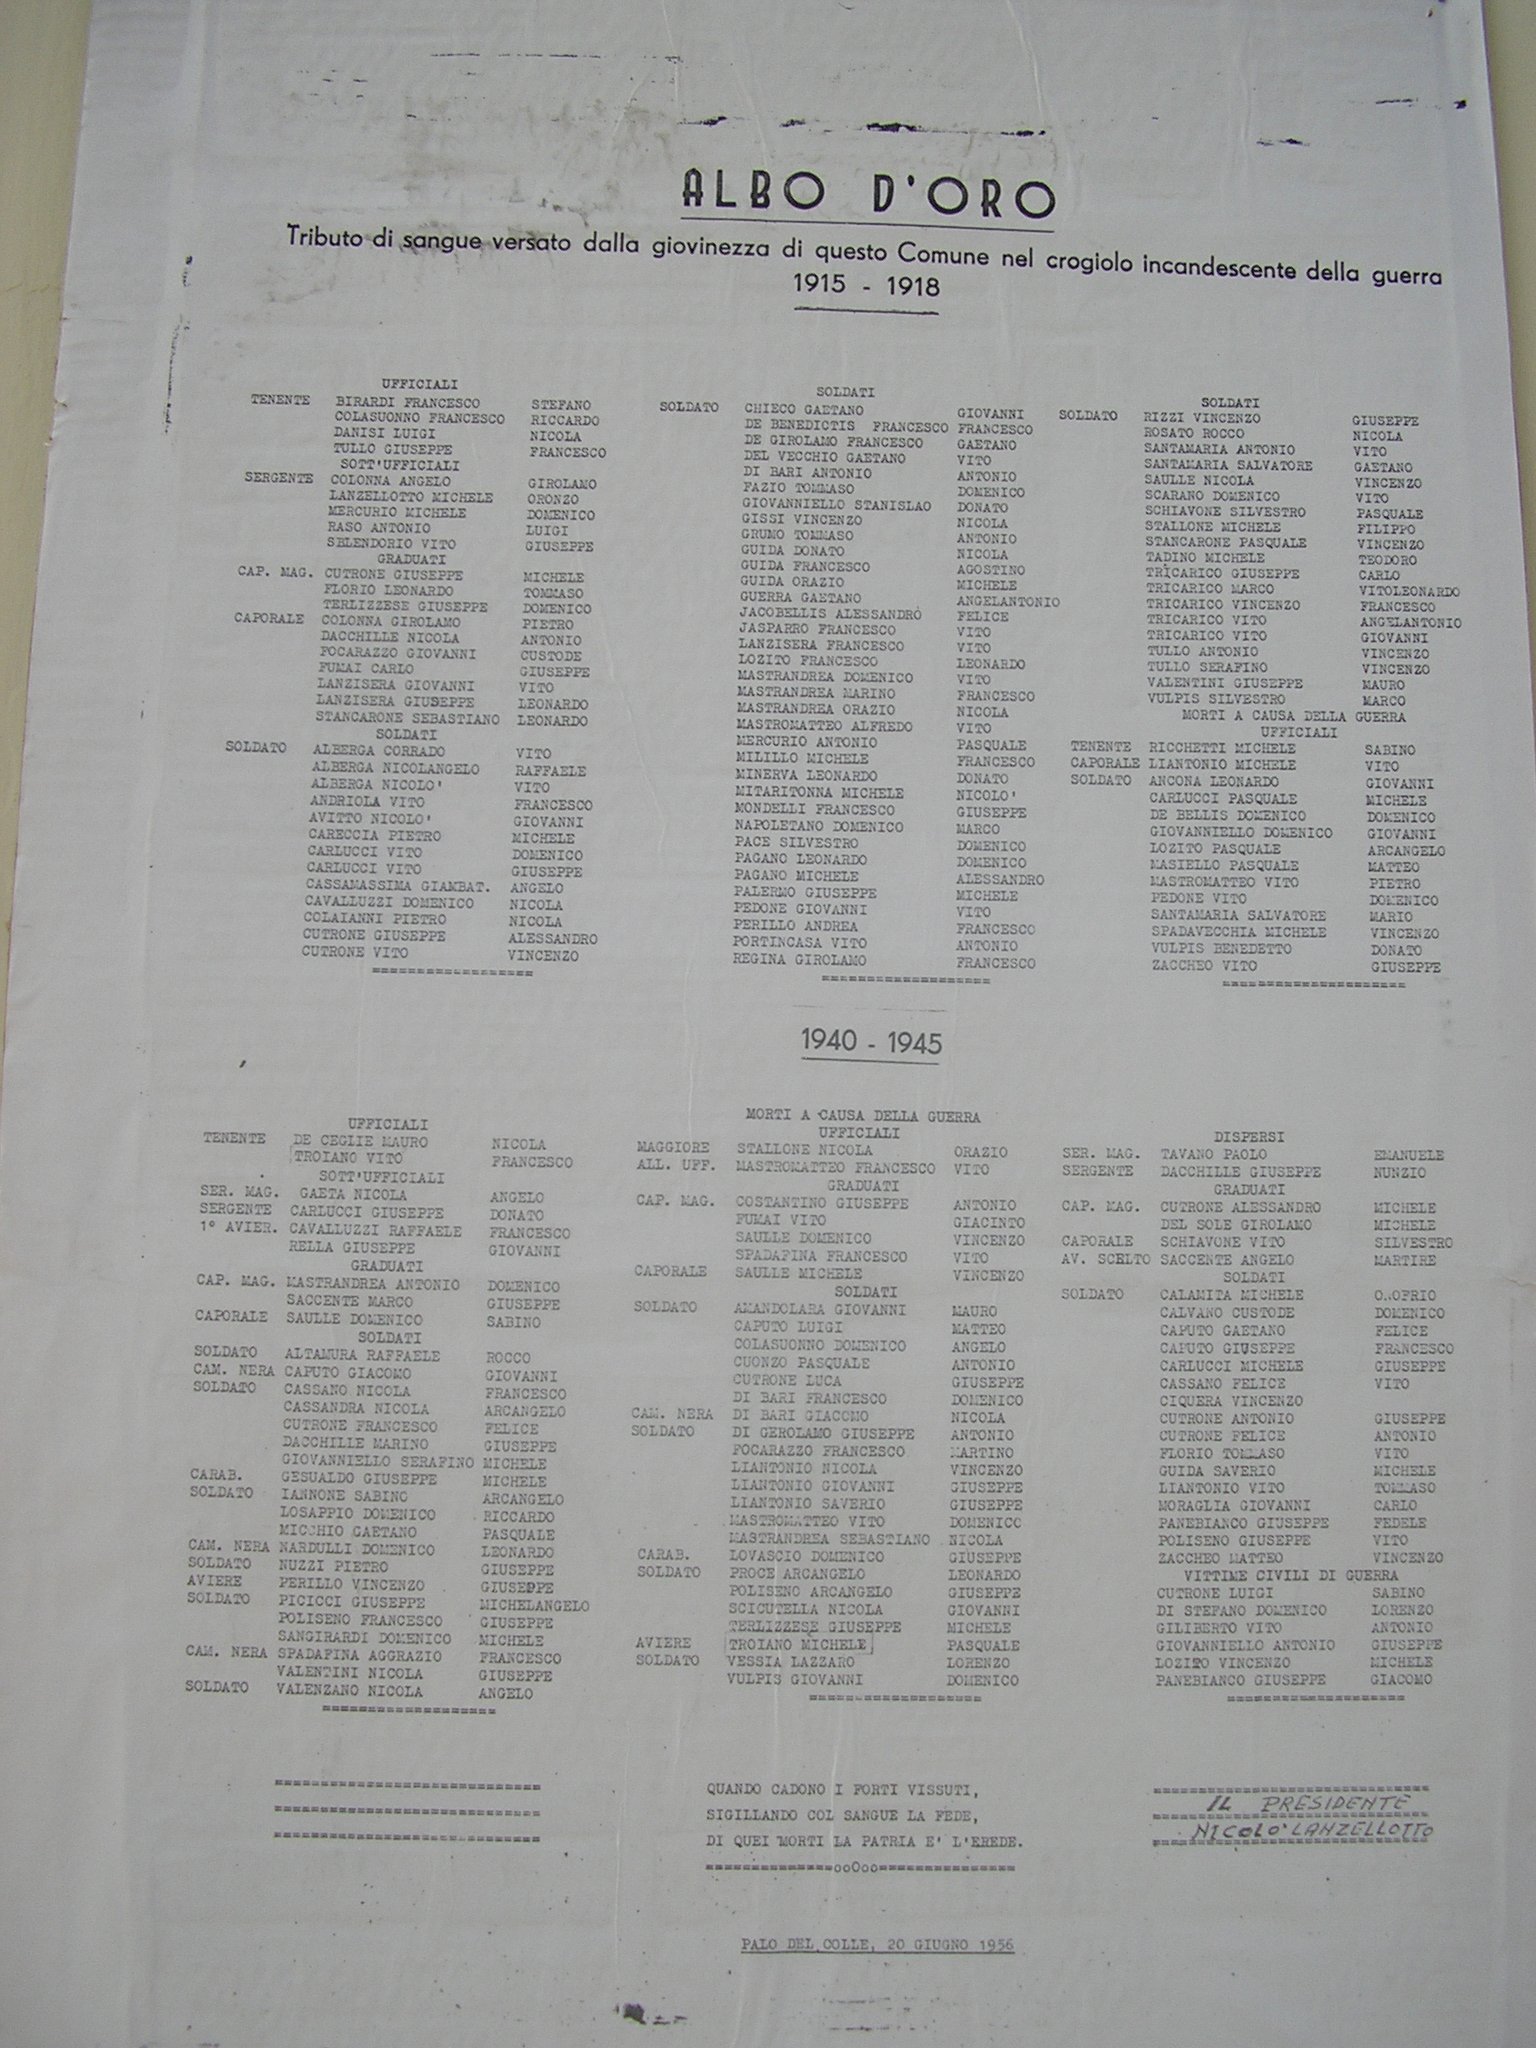 ALBO D'ORO
Tributo di sangue versato dalla giovinezza di questo Comune nel crogiolo incandescente della guerra
1915 - 1918
UFFICIALI
TENENTE BIRARDI FRANCESCO STEFANO
COLASUONNO FRANCESCO RICCARDO
DANISI LUIGI NICOLA
TULLO GIUSEPPE FRANCESCO
SOTT'UFFICIALI
SERGENTE COLONNA ANGELO GIROLAMO
LANZELLOTTO MICHELE ORONZO
MERCURIO MICHELE DOMENICO
RASO ANTONIO LUIGI
SBLENDORIO VITO GIUSEPPE
GRADUATI
CAP. MAG. CUTRONE GIUSEPPE MICHELE
FLORIO LEONARDO TOMMASO
TERLIZZESE GIUSEPPE DOMENICO
CAPORALE COLONNA GIROLAMO PIETRO
DACCHILLE NICOLA ANTONIO
FOCARAZZO GIOVANNI CUSTODE
FUMAI CARLO GIUSEPPE
LANZISERA GIOVANNI VITO
LANZISERA GIUSEPPE LEONARDO
STANCARONE SEBASTIANO LEONARDO
SOLDATI
SOLDATO ALBERGA CORRADO VITO
ALBERGA NICOLANGELO RAFFAELE
ALBERGA NICOLO' VITO
ANDRIOLA VITO FRANCESCO
AVITTO NICOLO' GIOVANNI
CARECCIA PIETRO MICHELE
CARLUCCI VITO DOMENICO
CARLUCCI VITO GIUSEPPE
CASSAMASSIMA GIAMBAT. ANGELO
CAVALLUZZI DOMENICO NICOLA
COLAIANNI PIETRO NICOLA
CUTRONE GIUSEPPE ALESSANDRO
CUTRONE VITO VINCENZO
==================
SOLDATI
SOLDATO CHIECO GAETANO GIOVANNI
DE BENEDICTIS FRANCESCO FRANCESCO
DE GIROLAMO FRANCESCO GAETANO
DEL VECCHIO GAETANO VITO
DI BARI ANTONIO ANTONIO
FAZIO TOMMASO DOMENICO
GIOVANNIELLO STANISLAO DONATO
GISSI VINCENZO NICOLA
GRUMO TOMMASO ANTONIO
GUIDA DONATO NICOLA
GUIDA FRANCESCO AGOSTINO
GUIDA ORAZIO MICHELE
GUERRA GAETANO ANGELANTONIO
JACOBELLIS ALESSANDRO FELICE
JASPARRO FRANCESCO VITO
LANZISERA FRANCESCO VITO
LOZITO FRANCESCO LEONARDO
MASTRANDREA DOMENICO VITO
MASTRANDREA MARINO FRANCESCO
MASTRANDREA ORAZIO NICOLA
MASTROMATTEO ALFREDO VITO
MERCURIO ANTONIO PASQUALE
MILILLO MICHELE FRANCESCO
MINERVA LEONARDO DONATO
MITARITONNA MICHELE NICOLO'
MONDELLI FRANCESCO GIUSEPPE
NAPOLETANO DOMENICO MARCO
PACE SILVESTRO DOMENICO
PAGANO LEONARDO DOMENICO
PAGANO MICHELE ALESSANDRO
PALERMO GIUSEPPE MICHELE
PEDONE GIOVANNI VITO
PERILLO ANDREA FRANCESCO
PORTINCASA VITO ANTONIO
REGINA GIROLAMO FRANCESCO
===================
SOLDATI
SOLDATO RIZZI VINCENZO GIUSEPPE
ROSATO ROCCO NICOLA
SANTAMARIA ANTONIO VITO
SANTAMARIA SALVATORE GAETANO
SAULLE NICOLA VINCENZO
SCARANO DOMENICO VITO
SCHIAVONE SILVESTRO PASQUALE
STALLONE MICHELE FILIPPO
STANCARONE PASQUALE VINCENZO
TADINO MICHELE TEODORO
TRICARICO GIUSEPPE CARLO
TRICARICO MARCO VITOLEONARDO
TRICARICO VINCENZO FRANCESCO
TRICARICO VITO ANGELANTONIO
TRICARICO VITO GIOVANNI
TULLO ANTONIO VINCENZO
TULLO SERAFINO VINCENZO
VALENTINI GIUSEPPE MAURO
VULPIS SILVESTRO MARCO
MORTI A CAUSA DELLA GUERRA
UFFICIALI
TENENTE RICCHETTI MICHELE SABINO
CAPORALE LIANTONIO MICHELE VITO
SOLDATO ANCONA LEONARDO GIOVANNI
CARLUCCI PASQUALE MICHELE
DE BELLIS DOMENICO DOMENICO
GIOVANNIELLO DOMENICO GIOVANNI
LOZITO PASQUALE ARCANGELO
MASIELLO PASQUALE MATTEO
MASTROMATTEO VITO PIETRO
PEDONE VITO DOMENICO
SANTAMARIA SALVATORE MARIO
SPADAVECCHIA MICHELE VINCENZO
VULPIS BENEDETTO DONATO
ZACCHEO VITO GIUSEPPE
====================
1940 - 1945
UFFICIALI
TENENTE DE CEGLIE MAURO NICOLA
TROIANO VITO FRANCESCO
SOTT'UFFICIALI
SER. MAG. GAETA NICOLA ANGELO
SERGENTE CARLUCCI GIUSEPPE DONATO
1° AVIER. CAVALLUZZI RAFFAELE FRANCESCO
RELLA GIUSEPPE GIOVANNI
GRADUATI
CAP. MAG. MASTRANDREA ANTONIO DOMENICO
SACCENTE MARCO GIUSEPPE
CAPORALE SAULLE DOMENICO SABINO
SOLDATI
SOLDATO ALTAMURA RAFFAELE ROCCO
CAM. NERA CAPUTO GIACOMO GIOVANNI
SOLDATO CASSANO NICOLA FRANCESCO
CASSANDRA NICOLA ARCANGELO
CUTRONE FRANCESCO FELICE
DACCHILLE MARINO GIUSEPPE
GIOVANNIELLO SERAFINO MICHELE
CARAB. GESUALDO GIUSEPPE MICHELE
SOLDATO IANNONE SABINO ARCANGELO
LOSAPPIO DOMENICO RICCARDO
MICCHIO GAETANO PASQUALE
CAM. NERA NARDULLI DOMENICO LEONARDO
SOLDATO NUZZI PIETRO GIUSEPPE
AVIERE PERILLO VINCENZO GIUSEPPE
SOLDATO PICICCI GIUSEPPE MICHELANGELO
POLISENO FRANCESCO GIUSEPPE
SANGIRARDI DOMENICO MICHELE
CAM. NERA SPADAFINA AGGRAZIO FRANCESCO
VALENTINI NICOLA GIUSEPPE
SOLDATO VALENZANO NICOLA ANGELO
===================
MORTI A CAUSA DELLA GUERRA
UFFICIALI
MAGGIORE STALLONE NICOLA ORAZIO
ALL. UFF. MASTROMATTEO FRANCESCO VITO
GRADUATI
CAP. MAG. COSTANTINO GIUSEPPE ANTONIO
FUMAI VITO GIACINTO
SAULLE DOMENICO VINCENZO
SPADAFINA FRANCESCO VITO
CAPORALE SAULLE MICHELE VINCENZO
SOLDATI
SOLDATO AMANDOLARA GIOVANNI MAURO
CAPUTO LUIGI MATTEO
COLASUONNO DOMENICO ANGELO
CUONZO PASQUALE ANTONIO
CUTRONE LUCA GIUSEPPE
DI BARI FRANCESCO DOMENICO
CAM. NERA DI BARI GIACOMO NICOLA
SOLDATO DI GEROLAMO GIUSEPPE ANTONIO
FOCARAZZO FRANCESCO MARTINO
LIANTONIO NICOLA VINCENZO
LIANTONIO GIOVANNI GIUSEPPE
LIANTONIO SAVERIO GIUSEPPE
MASTROMATTEO VITO DOMENICO
MASTRANDREA SEBASTIANO NICOLA
CARAB. LOVASCIO DOMENICO GIUSEPPE
SOLDATO PROCE ARCANGELO LEONARDO
POLISENO ARCANGELO GIUSEPPE
SCICUTELLA NICOLA GIOVANNI
TERLIZZESE GIUSEPPE MICHELE
AVIERE TROIANO MICHELE PASQUALE
SOLDATO VESSIA LAZZARO LORENZO
VULPIS GIOVANNI DOMENICO
===================
DISPERSI
SER. MAG. TAVANO PAOLO EMANUELE
SERGENTE DACCHILLE GIUSEPPE NUNZIO
GRADUATI
CAP. MAG. CUTRONE ALESSANDRO MICHELE
DEL SOLE GIROLAMO MICHELE
CAPORALE SCHIAVONE VITO SILVESTRO
AV. SCELTO SACCENTE ANGELO MARTIRE
SOLDATI
SOLDATO CALAMITA MICHELE ONOFRIO
CALVANO CUSTODE DOMENICO
CAPUTO GAETANO FELICE
CAPUTO GIUSEPPE FRANCESCO
CARLUCCI MICHELE GIUSEPPE
CASSANO FELICE VITO
CIQUERA VINCENZO
CUTRONE ANTONIO GIUSEPPE
CUTRONE FELICE ANTONIO
FLORIO TOMMASO VITO
GUIDA SAVERIO MICHELE
LIANTONIO VITO TOMMASO
MORAGLIA GIOVANNI CARLO
PANEBIANCO GIUSEPPE FEDELE
POLISENO GIUSEPPE VITO
ZACCHEO MATTEO VINCENZO
VITTIME CIVILI DI GUERRA
CUTRONE LUIGI SABINO
DI STEFANO DOMENICO LORENZO
GILIBERTO VITO ANTONIO
GIOVANNIELLO ANTONIO GIUSEPPE
LOZITO VINCENZO MICHELE
PANEBIANCO GIUSEPPE GIACOMO
====================
QUANDO CADONO I FORTI VISSUTI,
SIGILLANDO COL SANGUE LA FEDE,
DI QUEI MORTI LA PATRIA E' L'EREDE.
==============ooOoo===============
IL PRESIDENTE
NICOLO' LANZELLOTTO
PALO DEL COLLE, 20 GIUGNO 1956